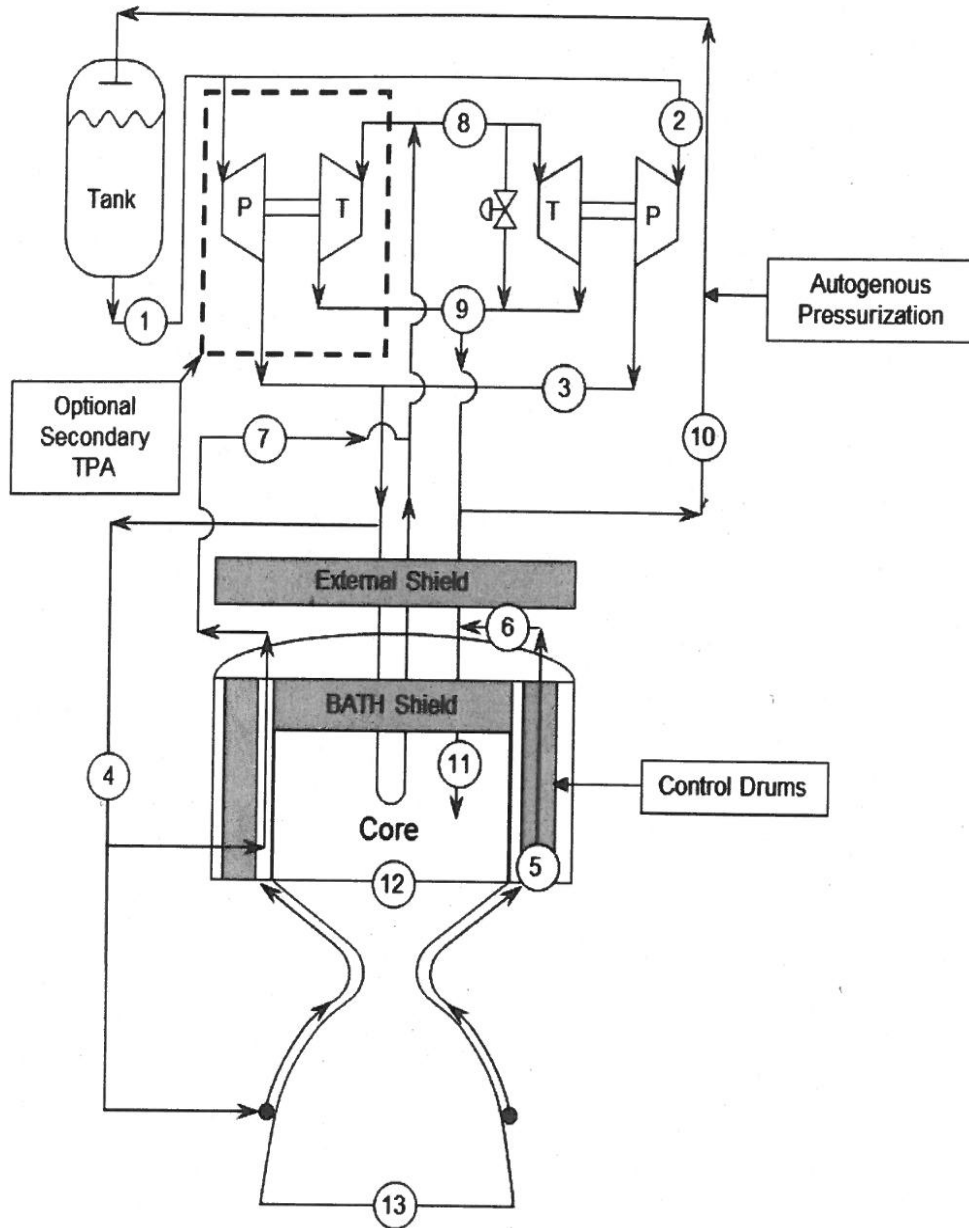 8
2
P
T
T
P
Tank
1
9
Autogenous
Pressurization
3
Optional
Secondary
TPA
7
10
External Shield
6
BATH Shield
4
11
Control Drums
Core
5
12
13